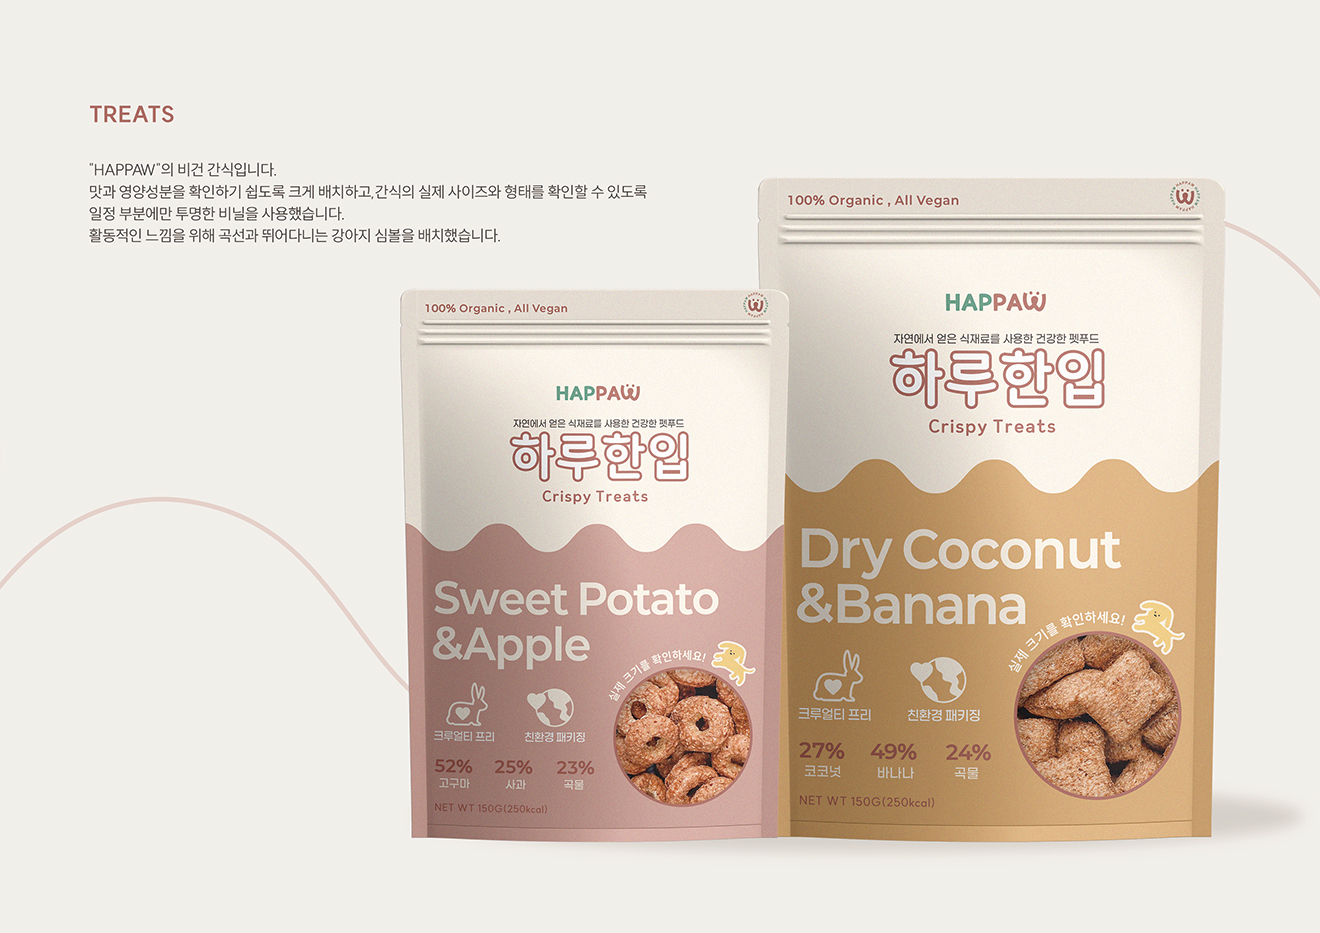 TREATS
"HAPPAW"의 비건 간식입니다.
맛과 영양성분을 확인하기 쉽도록 크게 배치하고, 간식의 실제 사이즈와 형태를 확인할 수 있도록
일정 부분에만 투명한 비닐을 사용했습니다.
활동적인 느낌을 위해 곡선과 뛰어다니는 강아지 심볼을 배치했습니다.
100% Organic , All Vegan
HAPPAW
자연에서 얻은 식재료를 사용한 건강한 펫푸드
하루한입
Crispy Treats
Sweet Potato
&Apple
실제 크기를 확인하세요!
크루얼티 프리
친환경 패키징
52% 25% 23%
고구마 사과 곡물
NET WT 150G(250kcal)
100% Organic , All Vegan
HAPPAW
자연에서 얻은 식재료를 사용한 건강한 펫푸드
하루한입
Crispy Treats
Dry Coconut
&Banana
실제 크기를 확인하세요!
크루얼티 프리
친환경 패키징
27% 49% 24%
코코넛 바나나 곡물
NET WT 150G(250kcal)